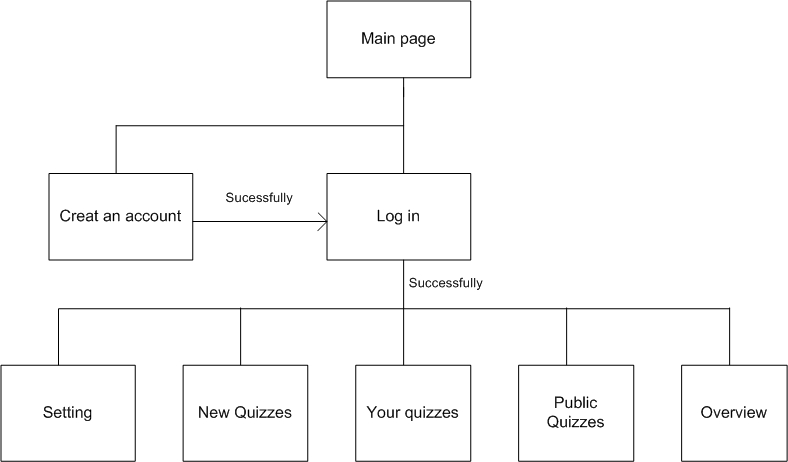 Main page
Sucessfully
Creat an account
Log in
Successfully
Setting
New Quizzes
Your quizzes
Public
Quizzes
Overview